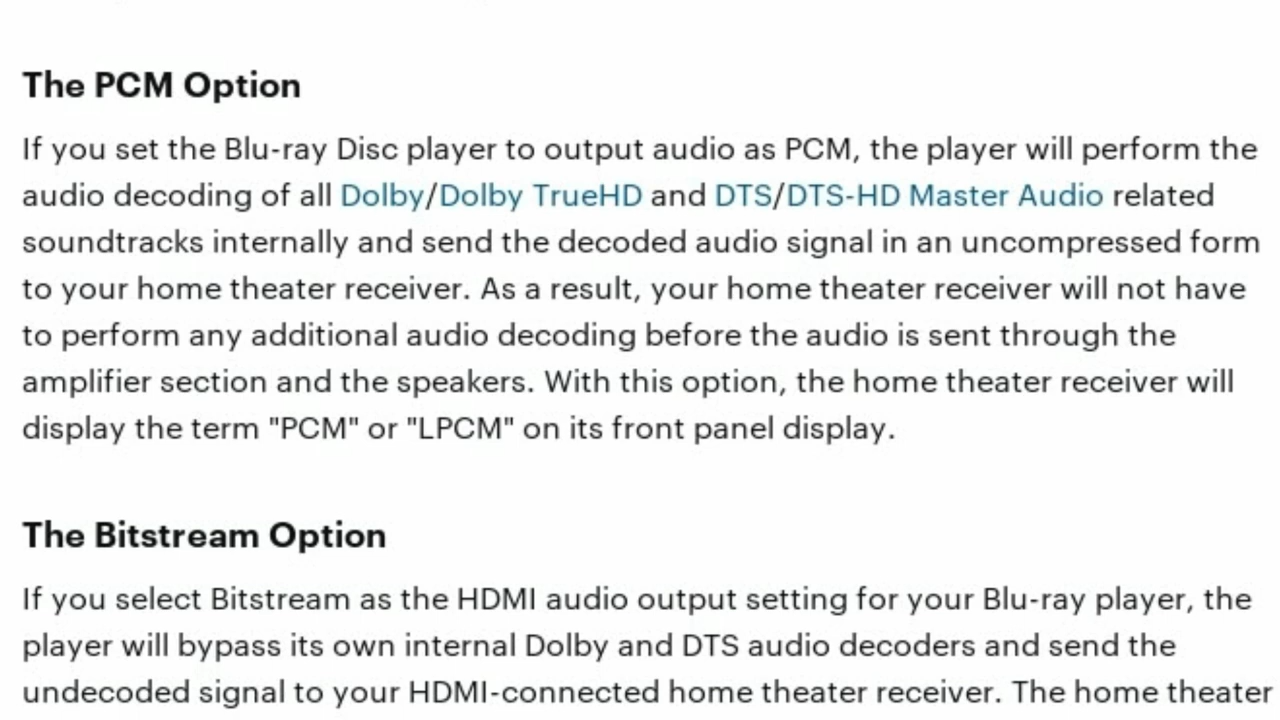 The PCM Option
If you set the Blu-ray Disc player to output audio as PCM, the player will perform the
audio decoding of all Dolby/Dolby TrueHD and DTS/DTS-HD Master Audio related
soundtracks internally and send the decoded audio signal in an uncompressed form
to your home theater receiver. As a result, your home theater receiver will not have
to perform any additional audio decoding before the audio is sent through the
amplifier section and the speakers. With this option, the home theater receiver will
display the term "PCM" or "LPCM" on its front panel display.
The Bitstream Option
If you select Bitstream as the HDMI audio output setting for your Blu-ray player, the
player will bypass its own internal Dolby and DTS audio decoders and send the
undecoded signal to your HDMI-connected home theater receiver. The home theater